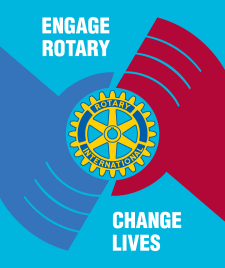 ENGAGE
ROTARY
ROTARY
INTERNATIONAL
CHANGE
LIVES